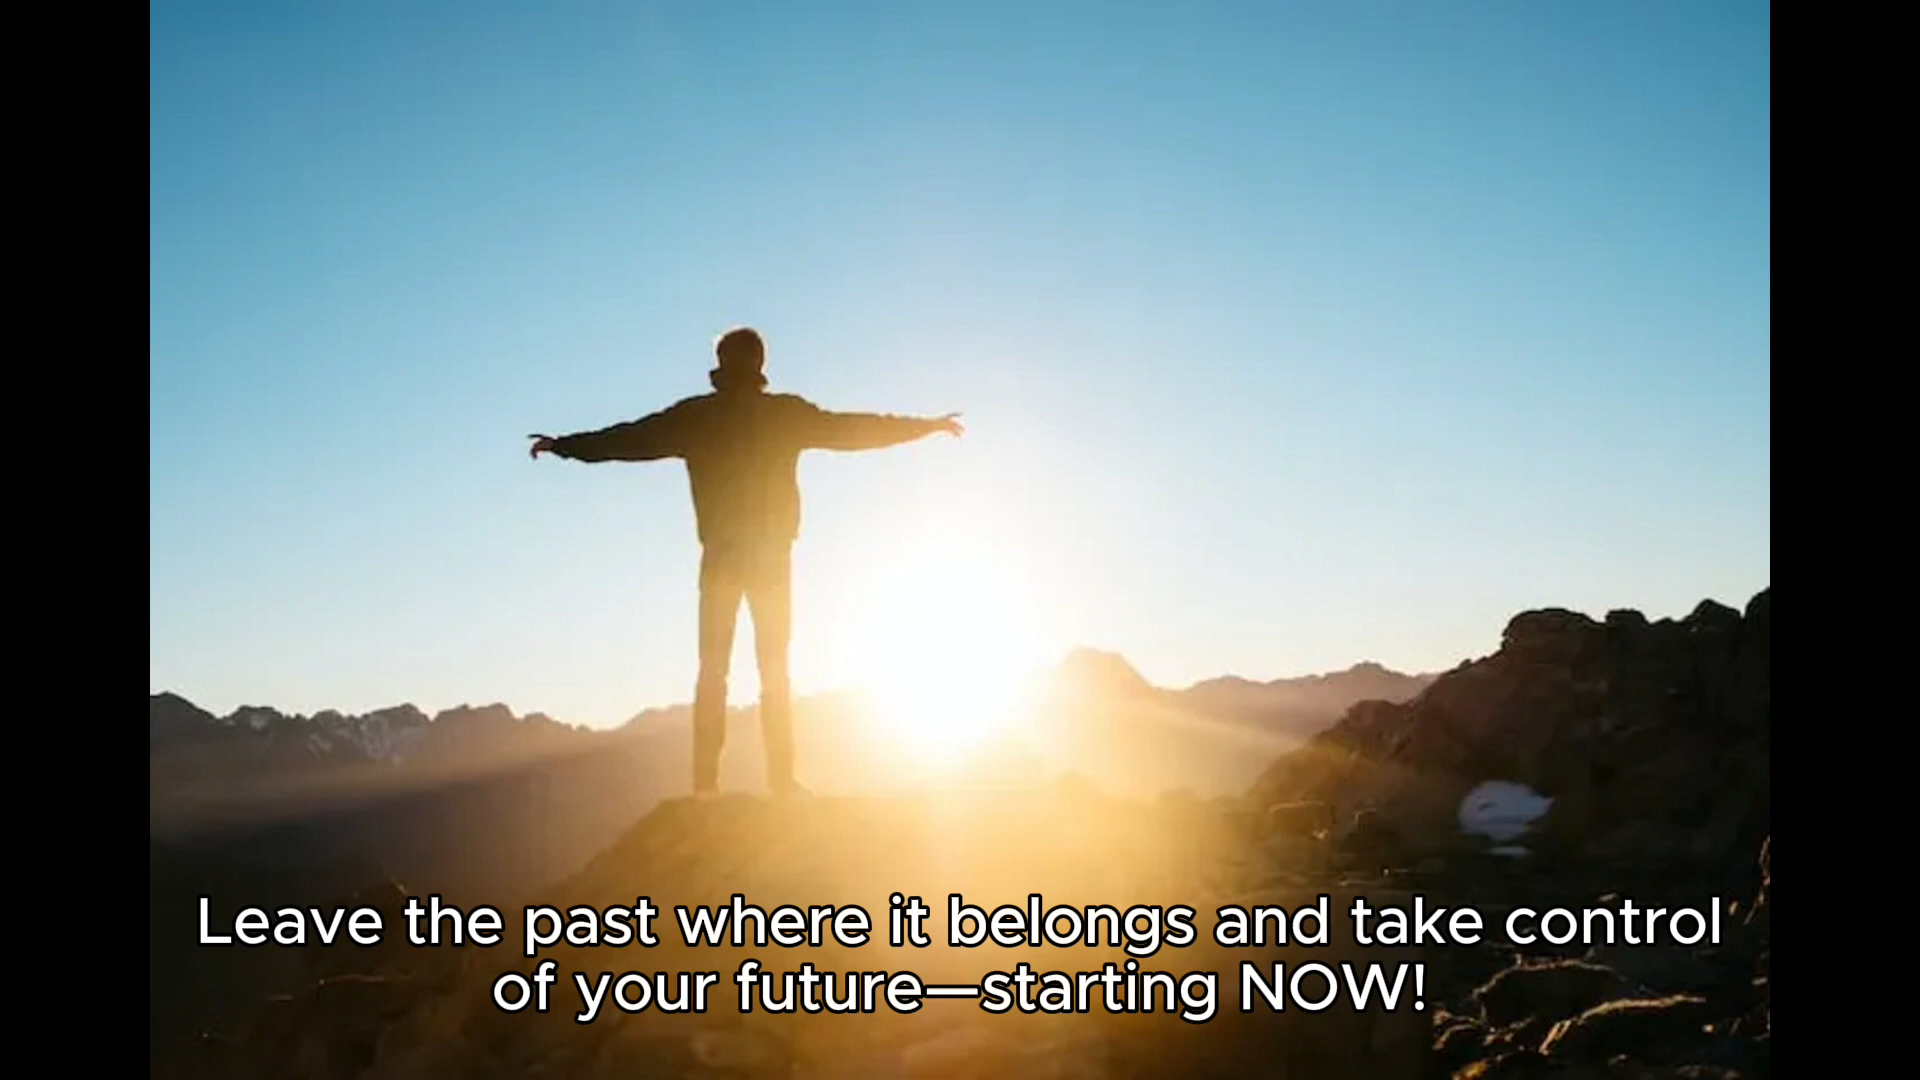 Leave the past where it belongs and take control
of your future—starting NOW!